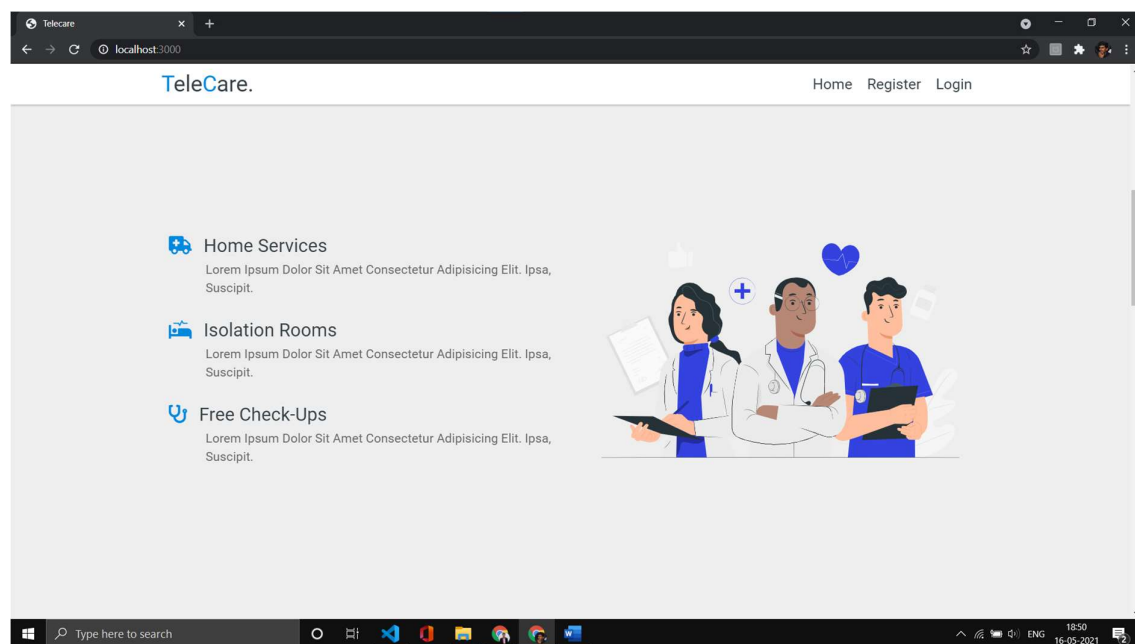 Telecare
localhost:3000
TeleCare.
Home Register Login
Home Services
Lorem Ipsum Dolor Sit Amet Consectetur Adipisicing Elit. Ipsa,
Suscipit.
Isolation Rooms
Lorem Ipsum Dolor Sit Amet Consectetur Adipisicing Elit. Ipsa,
Suscipit.
Free Check-Ups
Lorem Ipsum Dolor Sit Amet Consectetur Adipisicing Elit. Ipsa,
Suscipit.
Type here to search
ENG
18:50
16-05-2021
2